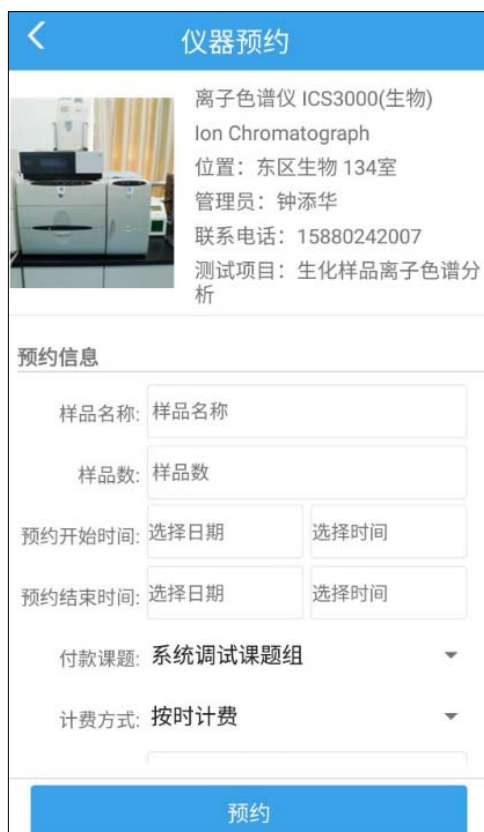 仪器预约
离子色谱仪 ICS3000(生物)
Ion Chromatograph
位置：东区生物 134室
管理员：钟添华
联系电话：15880242007
测试项目：生化样品离子色谱分
析
预约信息
样品名称: 样品名称
样品数: 样品数
预约开始时间: 选择日期 选择时间
预约结束时间: 选择日期 选择时间
付款课题: 系统调试课题组
计费方式: 按时计费
预约